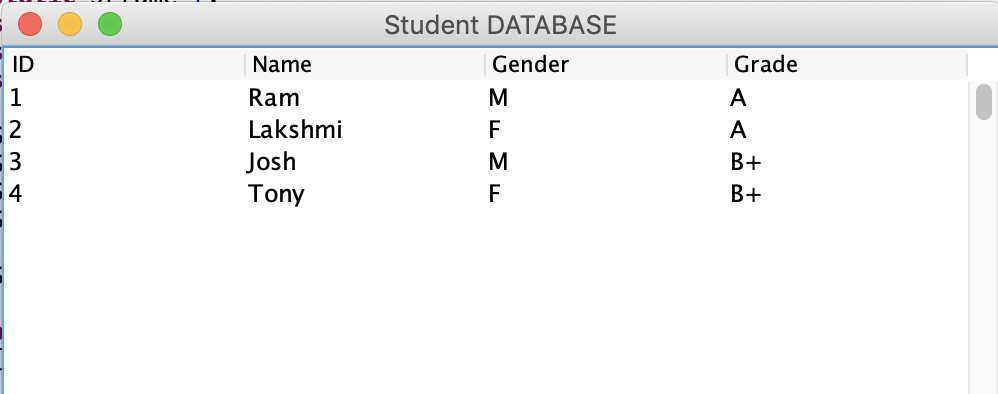 Student DATABASE
ID Name Gender Grade
1 Ram M A
2 Lakshmi F A
3 Josh M B+
4 Tony F B+